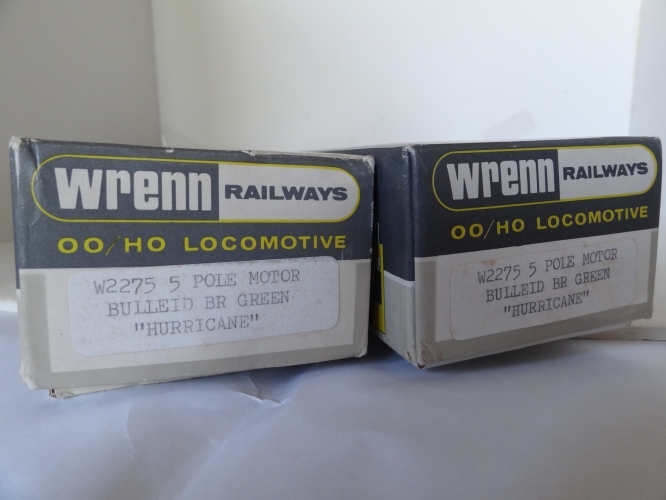 Wrenn RAILWAYS
OO/HO LOCOMOTIVE
W2275 5 POLE MOTOR
BULLEID BR GREEN
"HURRICANE"
Wrenn RAILWAYS
OO/HO LOCOMOTIVE
W2275 5 POLE MOTOR
BULLEID BR GREEN
"HURRICANE"